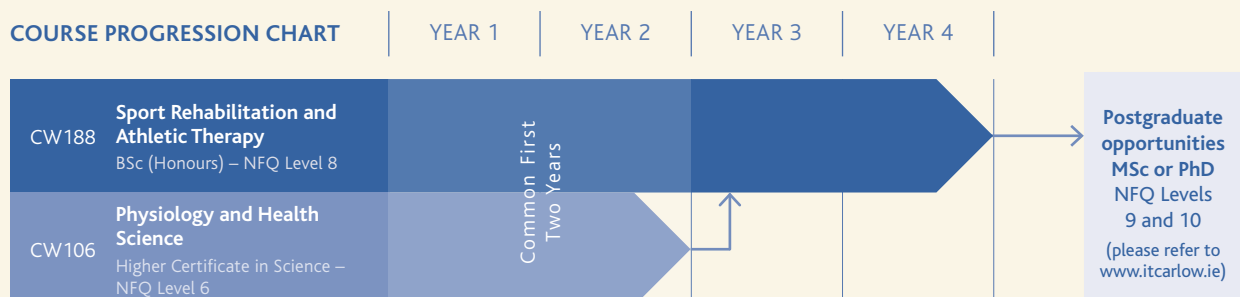 COURSE PROGRESSION CHART
YEAR 1
YEAR 2
YEAR 3
YEAR 4
CW188
Sport Rehabilitation and
Athletic Therapy
BSc (Honours) – NFQ Level 8
CW106
Physiology and Health
Science
Higher Certificate in Science –
NFQ Level 6
Common First
Two Years
Postgraduate
opportunities
MSc or PhD
NFQ Levels
9 and 10
(please refer to
www.itcarlow.ie)